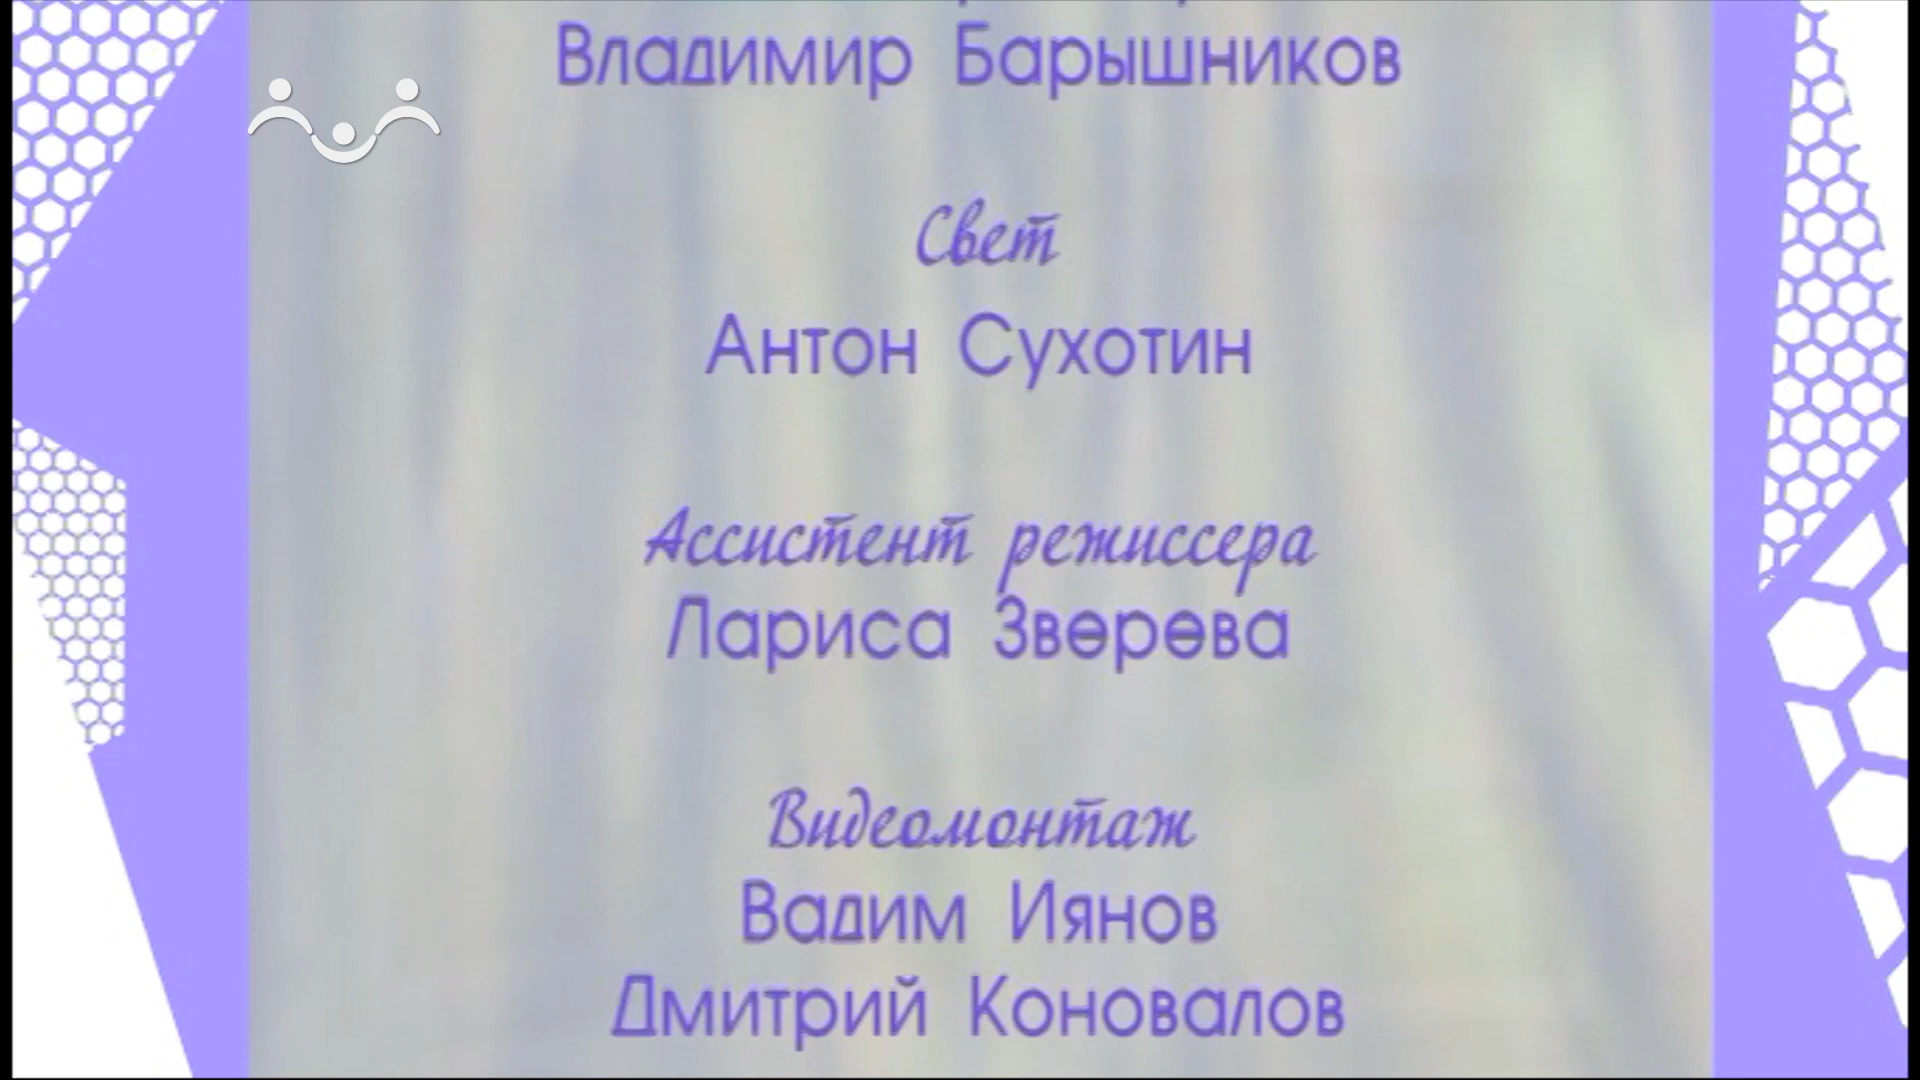 Владимир Барышников
Свет
Антон Сухотин
Ассистент режиссера
Лариса Зверева
Видеомонтаж
Вадим Иянов
Дмитрий Коновалов